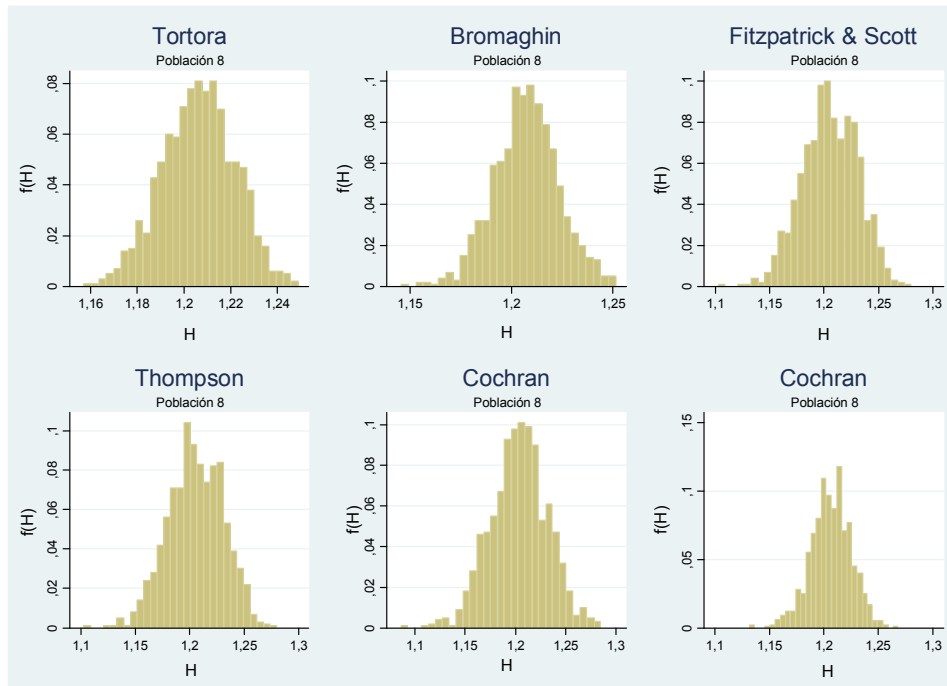 Tortora
Población 8
f(H)
,08
,06
,04
,02
0
1,16 1,18 1,2 1,22 1,24
H
Bromaghin
Población 8
f(H)
,1
,08
,06
,04
,02
0
1,15 1,2 1,25
H
Fitzpatrick & Scott
Población 8
f(H)
,1
,08
,06
,04
,02
0
1,1 1,15 1,2 1,25 1,3
H
Thompson
Población 8
f(H)
,1
,08
,06
,04
,02
0
1,1 1,15 1,2 1,25 1,3
H
Cochran
Población 8
f(H)
,1
,08
,06
,04
,02
0
1,1 1,15 1,2 1,25 1,3
H
Cochran
Población 8
f(H)
,15
,1
,05
0
1,1 1,15 1,2 1,25 1,3
H